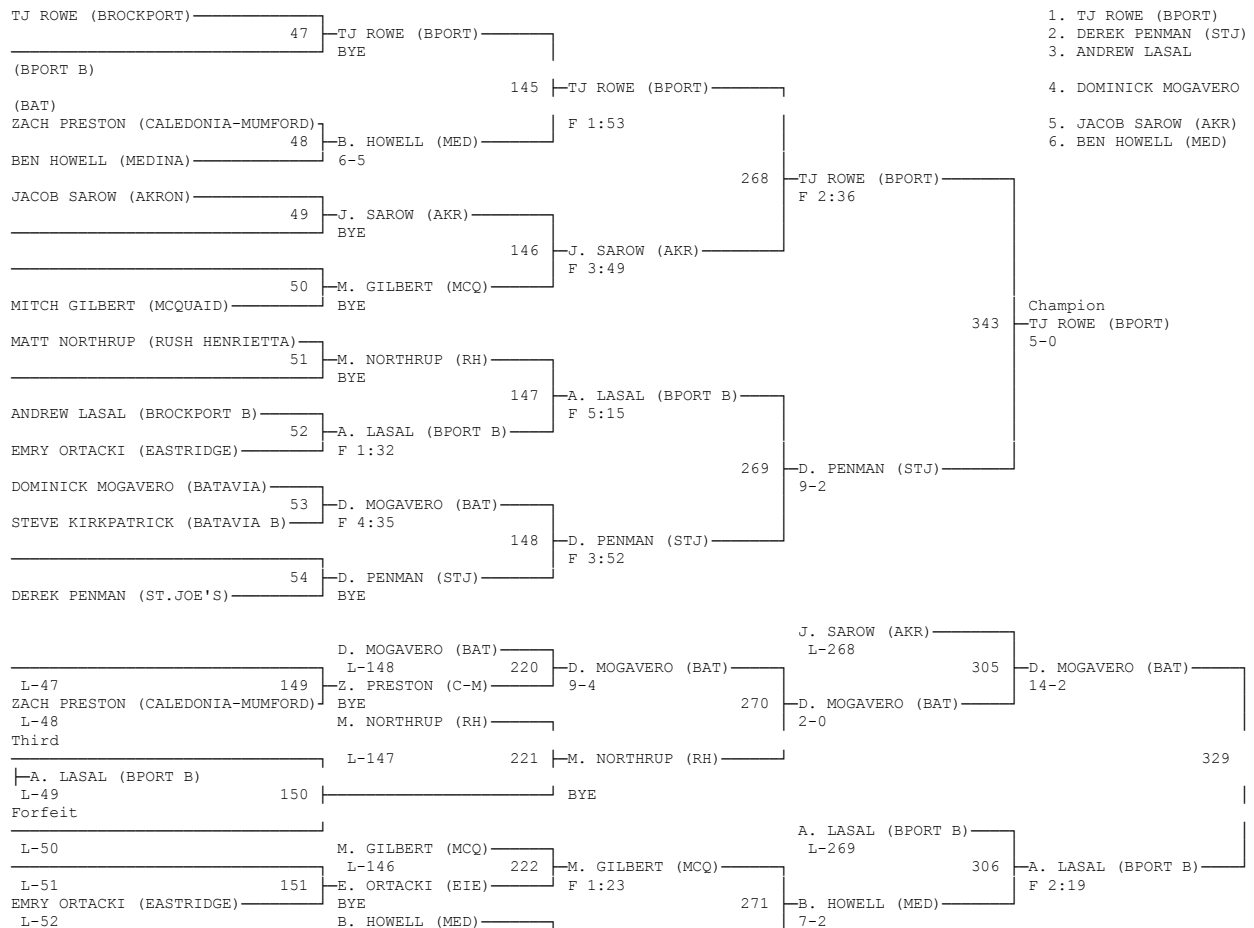 TJ ROWE (BROCKPORT) 1. TJ ROWE (BPORT)
47 TJ ROWE (BPORT) 2. DEREK PENMAN (STJ)
BYE 3. ANDREW LASAL
(BPORT B)
145 TJ ROWE (BPORT) 4. DOMINICK MOGAVERO
(BAT)
ZACH PRESTON (CALEDONIA-MUMFORD) F 1:53 5. JACOB SAROW (AKR)
48 B. HOWELL (MED) 6. BEN HOWELL (MED)
BEN HOWELL (MEDINA) 6-5
268 TJ ROWE (BPORT)
JACOB SAROW (AKRON) F 2:36
49 J. SAROW (AKR)
BYE
146 J. SAROW (AKR)
F 3:49
50 M. GILBERT (MCQ)
MITCH GILBERT (MCQUAID) BYE Champion
343 TJ ROWE (BPORT)
MATT NORTHRUP (RUSH HENRIETTA) 5-0
51 M. NORTHRUP (RH)
BYE
147 A. LASAL (BPORT B)
ANDREW LASAL (BROCKPORT B) F 5:15
52 A. LASAL (BPORT B)
EMRY ORTACKI (EASTRIDGE) F 1:32
269 D. PENMAN (STJ)
DOMINICK MOGAVERO (BATAVIA) 9-2
53 D. MOGAVERO (BAT)
STEVE KIRKPATRICK (BATAVIA B) F 4:35
148 D. PENMAN (STJ)
F 3:52
54 D. PENMAN (STJ)
DEREK PENMAN (ST.JOE'S) BYE
J. SAROW (AKR)
D. MOGAVERO (BAT) L-268
L-148 220 D. MOGAVERO (BAT) 305 D. MOGAVERO (BAT)
L-47 149 Z. PRESTON (C-M) 9-4 14-2
ZACH PRESTON (CALEDONIA-MUMFORD) BYE 270 D. MOGAVERO (BAT)
L-48 M. NORTHRUP (RH) 2-0
Third
L-147 221 M. NORTHRUP (RH) 329
A. LASAL (BPORT B)
L-49 150 BYE
Forfeit
A. LASAL (BPORT B)
L-50 M. GILBERT (MCQ) L-269
L-146 222 M. GILBERT (MCQ) 306 A. LASAL (BPORT B)
L-51 151 E. ORTACKI (EIE) F 1:23 F 2:19
EMRY ORTACKI (EASTRIDGE) BYE 271 B. HOWELL (MED)
L-52 B. HOWELL (MED) 7-2